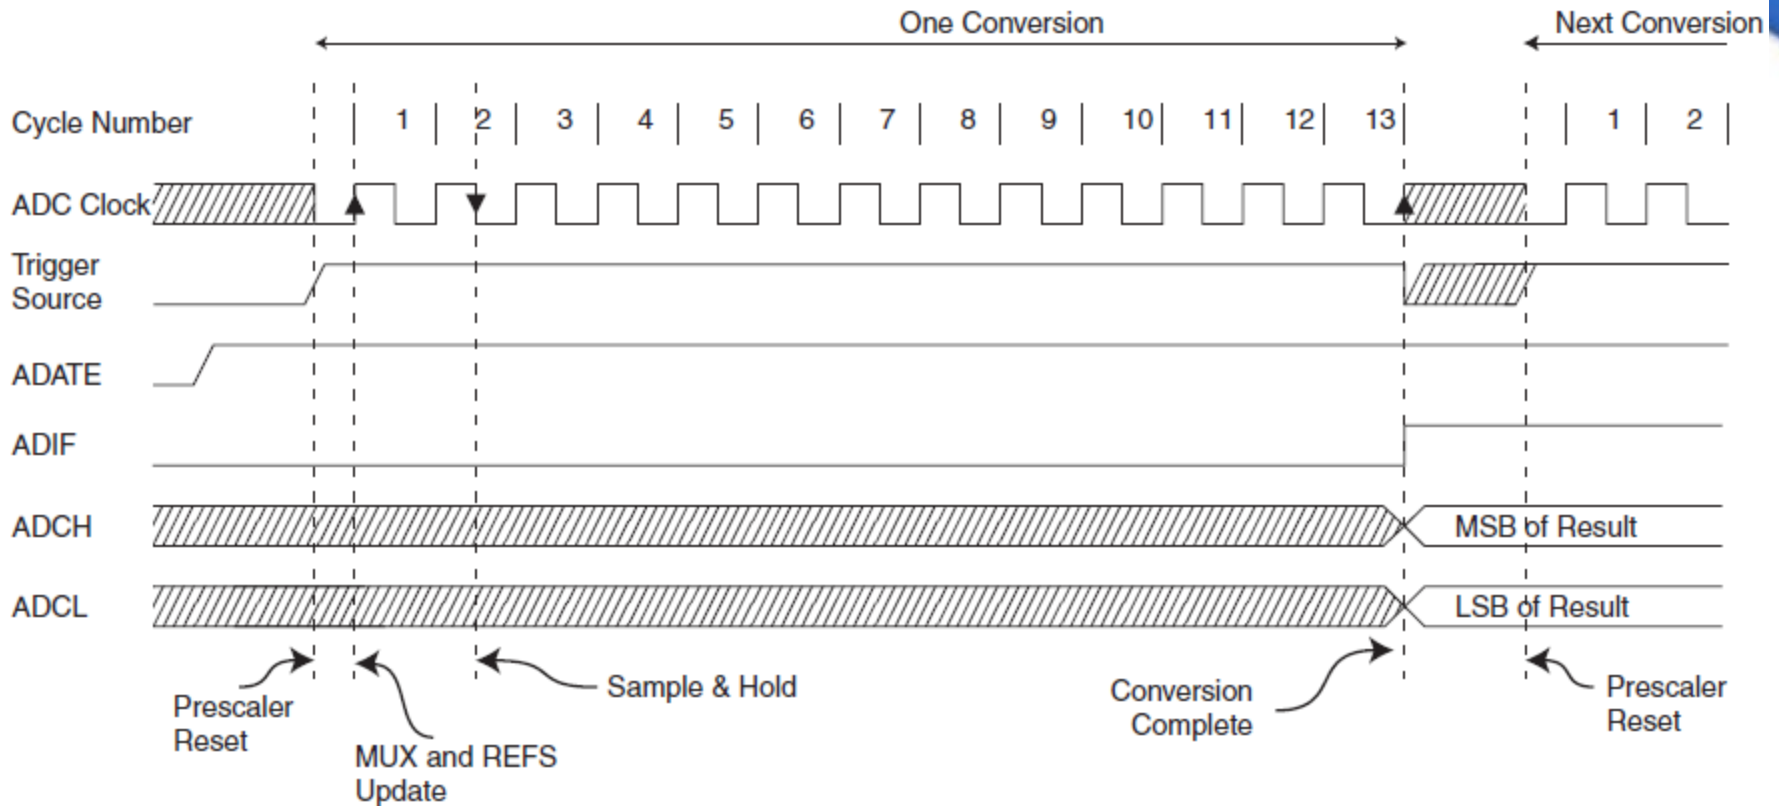 One Conversion
Next Conversion
Cycle Number 1 2 3 4 5 6 7 8 9 10 11 12 13 1 2
ADC Clock
Trigger
Source
ADATE
ADIF
ADCH MSB of Result
ADCL LSB of Result
Prescaler
Reset
MUX and REFS
Update
Sample & Hold
Conversion
Complete
Prescaler
Reset